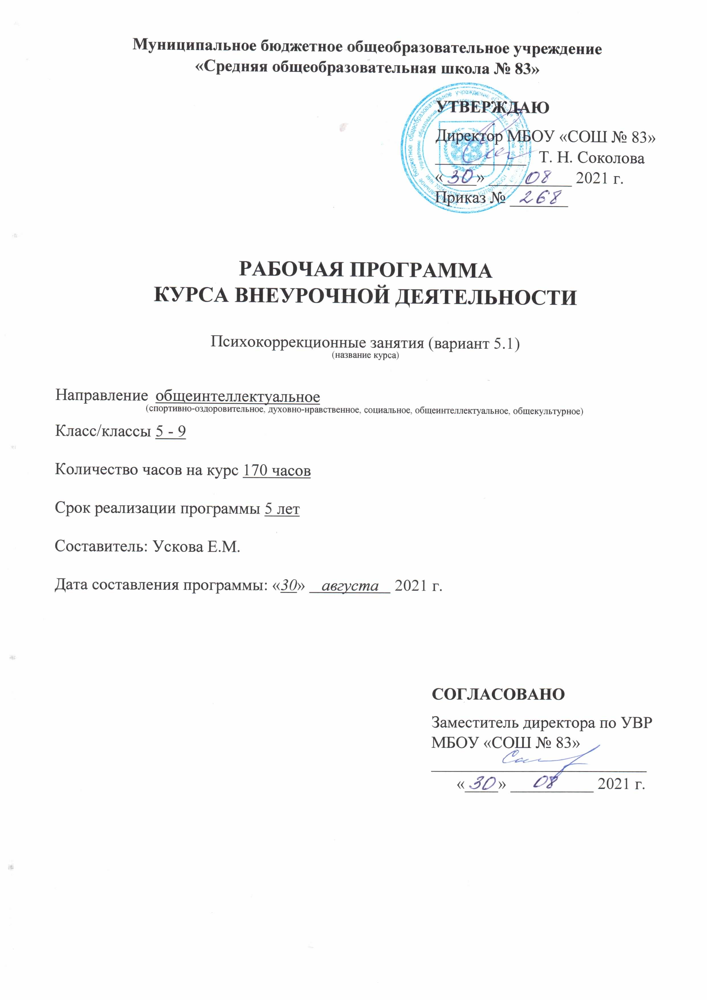 Муниципальное бюджетное общеобразовательное учреждение
«Средняя общеобразовательная школа № 83»
УТВЕРЖДАЮ
Директор МБОУ «СОШ № 83»
Т. Н. Соколова
«30» 08 2021 г.
Приказ № 268
РАБОЧАЯ ПРОГРАММА
КУРСА ВНЕУРОЧНОЙ ДЕЯТЕЛЬНОСТИ
Психокоррекционные занятия (вариант 5.1)
(название курса)
Направление общеинтеллектуальное
(спортивно-оздоровительное, духовно-нравственное, социальное, общеинтеллектуальное, общекультурное)
Класс/классы 5 - 9
Количество часов на курс 170 часов
Срок реализации программы 5 лет
Составитель: Ускова Е.М.
Дата составления программы: «30» августа 2021 г.
СОГЛАСОВАНО
Заместитель директора по УВР
МБОУ «СОШ № 83»
«30» 08 2021 г.